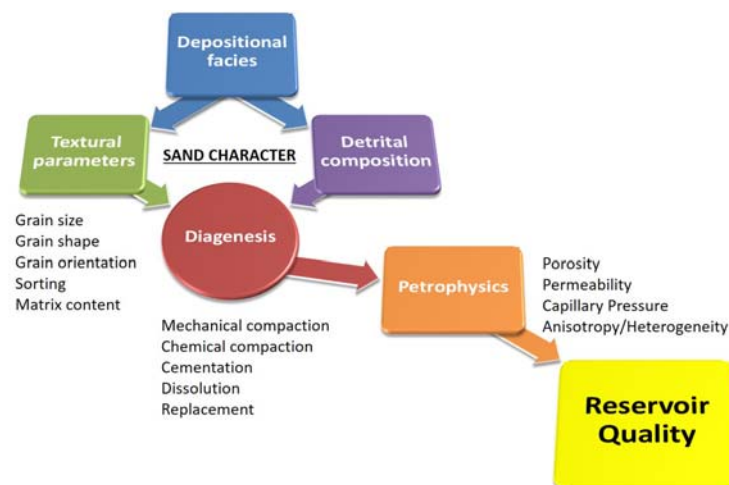 Depositional
facies
Textural
parameters
SAND CHARACTER
Detrital
composition
Grain size
Grain shape
Grain orientation
Sorting
Matrix content
Diagenesis
Mechanical compaction
Chemical compaction
Cementation
Dissolution
Replacement
Petrophysics
Porosity
Permeability
Capillary Pressure
Anisotropy/Heterogeneity
Reservoir
Quality